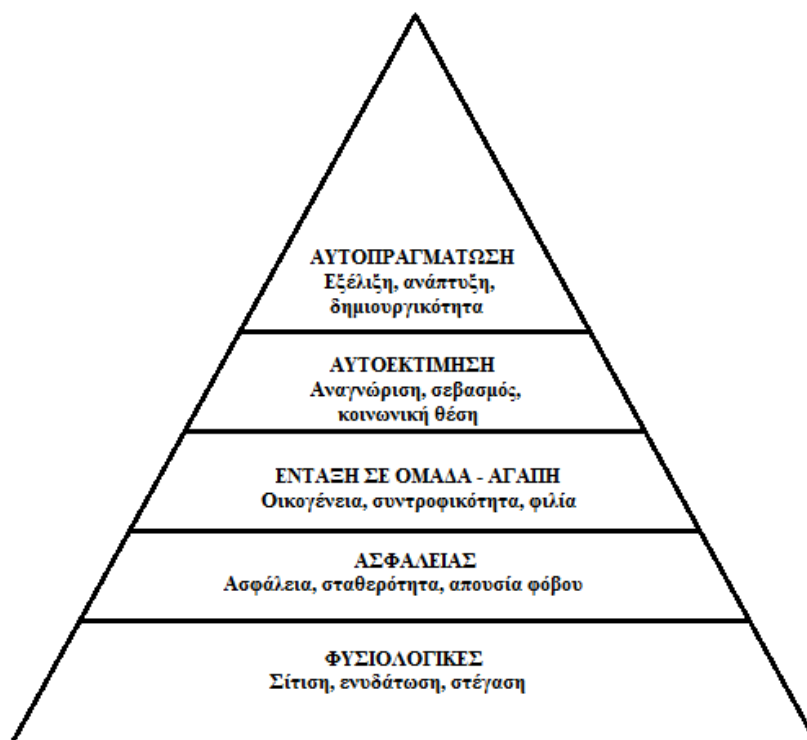 ΑΥΤΟΠΡΑΓΜΑΤΩΣΗ
Εξέλιξη, ανάπτυξη,
δημιουργικότητα
ΑΥΤΟΕΚΤΙΜΗΣΗ
Αναγνώριση, σεβασμός,
κοινωνική θέση
ΕΝΤΑΞΗ ΣΕ ΟΜΑΔΑ - ΑΓΑΠΗ
Οικογένεια, συντροφικότητα, φιλία
ΑΣΦΑΛΕΙΑΣ
Ασφάλεια, σταθερότητα, απουσία φόβου
ΦΥΣΙΟΛΟΓΙΚΕΣ
Σίτιση, ενυδάτωση, στέγαση